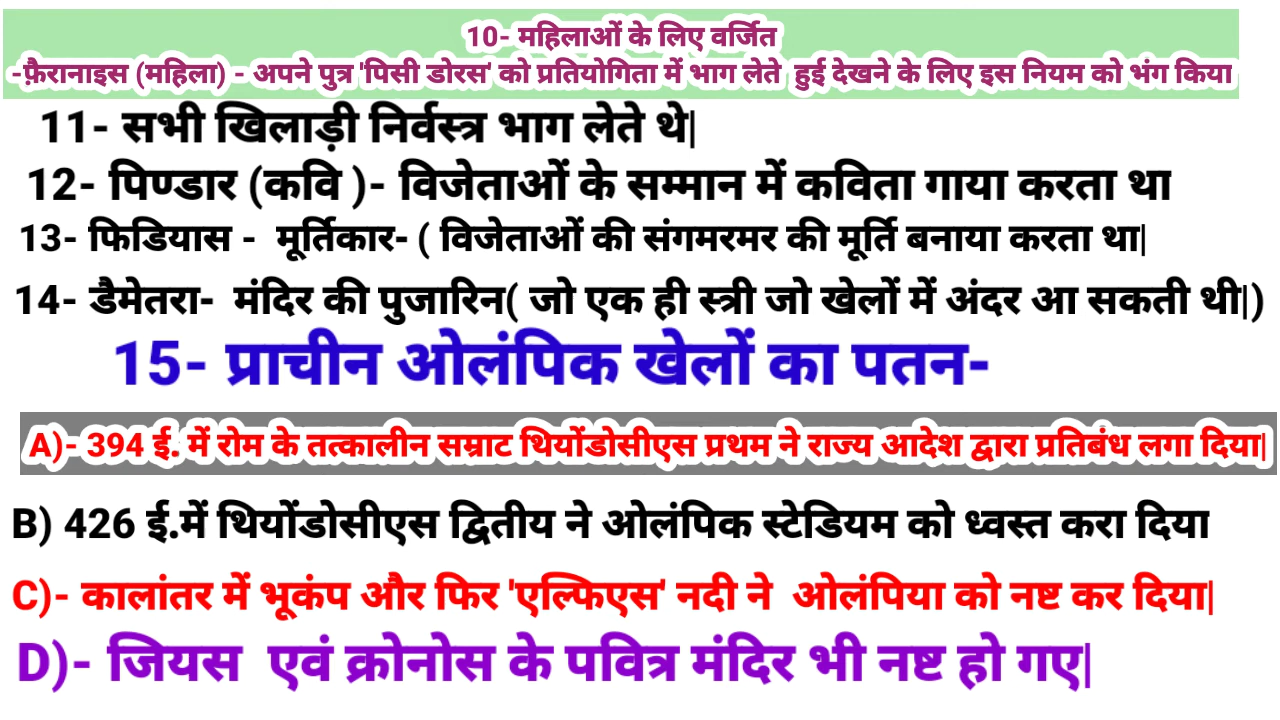 10- महिलाओं के लिए वर्जित
-फ़ैरानाइस (महिला) - अपने पुत्र 'पिसी डोरस' को प्रतियोगिता में भाग लेते हुई देखने के लिए इस नियम को भंग किया
11- सभी खिलाड़ी निर्वस्त्र भाग लेते थे|
12- पिण्डार (कवि )- विजेताओं के सम्मान में कविता गाया करता था
13- फिडियास - मूर्तिकार- ( विजेताओं की संगमरमर की मूर्ति बनाया करता था|
14- डैमेतरा- मंदिर की पुजारिन( जो एक ही स्त्री जो खेलों में अंदर आ सकती थी|)
15- प्राचीन ओलंपिक खेलों का पतन-
A)- 394 ई. में रोम के तत्कालीन सम्राट थियोंडोसीएस प्रथम ने राज्य आदेश द्वारा प्रतिबंध लगा दिया|
B) 426 ई.में थियोंडोसीएस द्वितीय ने ओलंपिक स्टेडियम को ध्वस्त करा दिया
C)- कालांतर में भूकंप और फिर 'एल्फिएस' नदी ने ओलंपिया को नष्ट कर दिया|
D)- जियस एवं क्रोनोस के पवित्र मंदिर भी नष्ट हो गए|